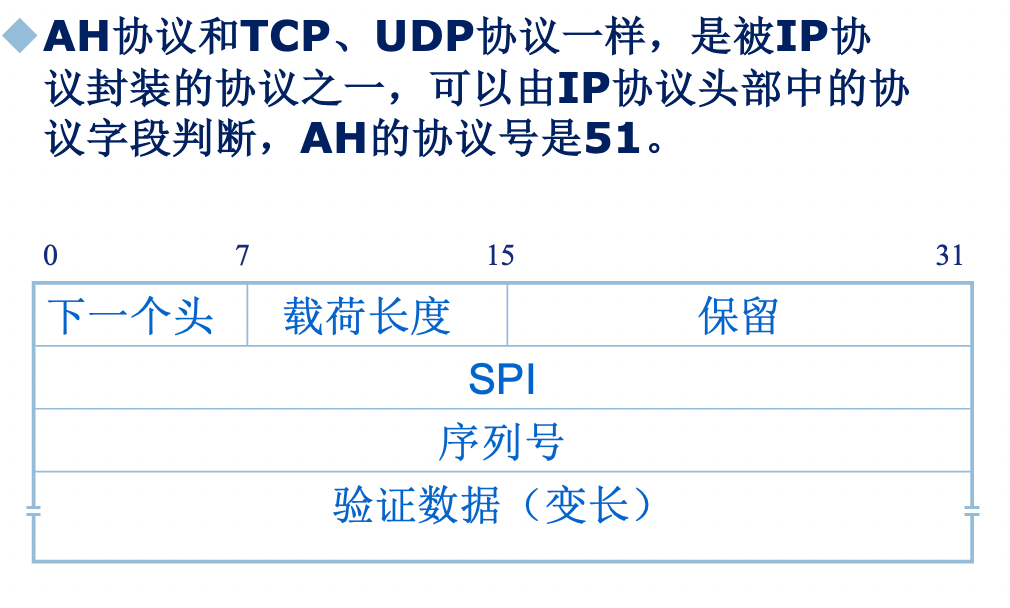 AH协议和TCP、UDP协议一样，是被IP协
议封装的协议之一，可以由IP协议头部中的协
议字段判断，AH的协议号是51。
0 7 15 31
下一个头 载荷长度 保留
SPI
序列号
验证数据（变长）